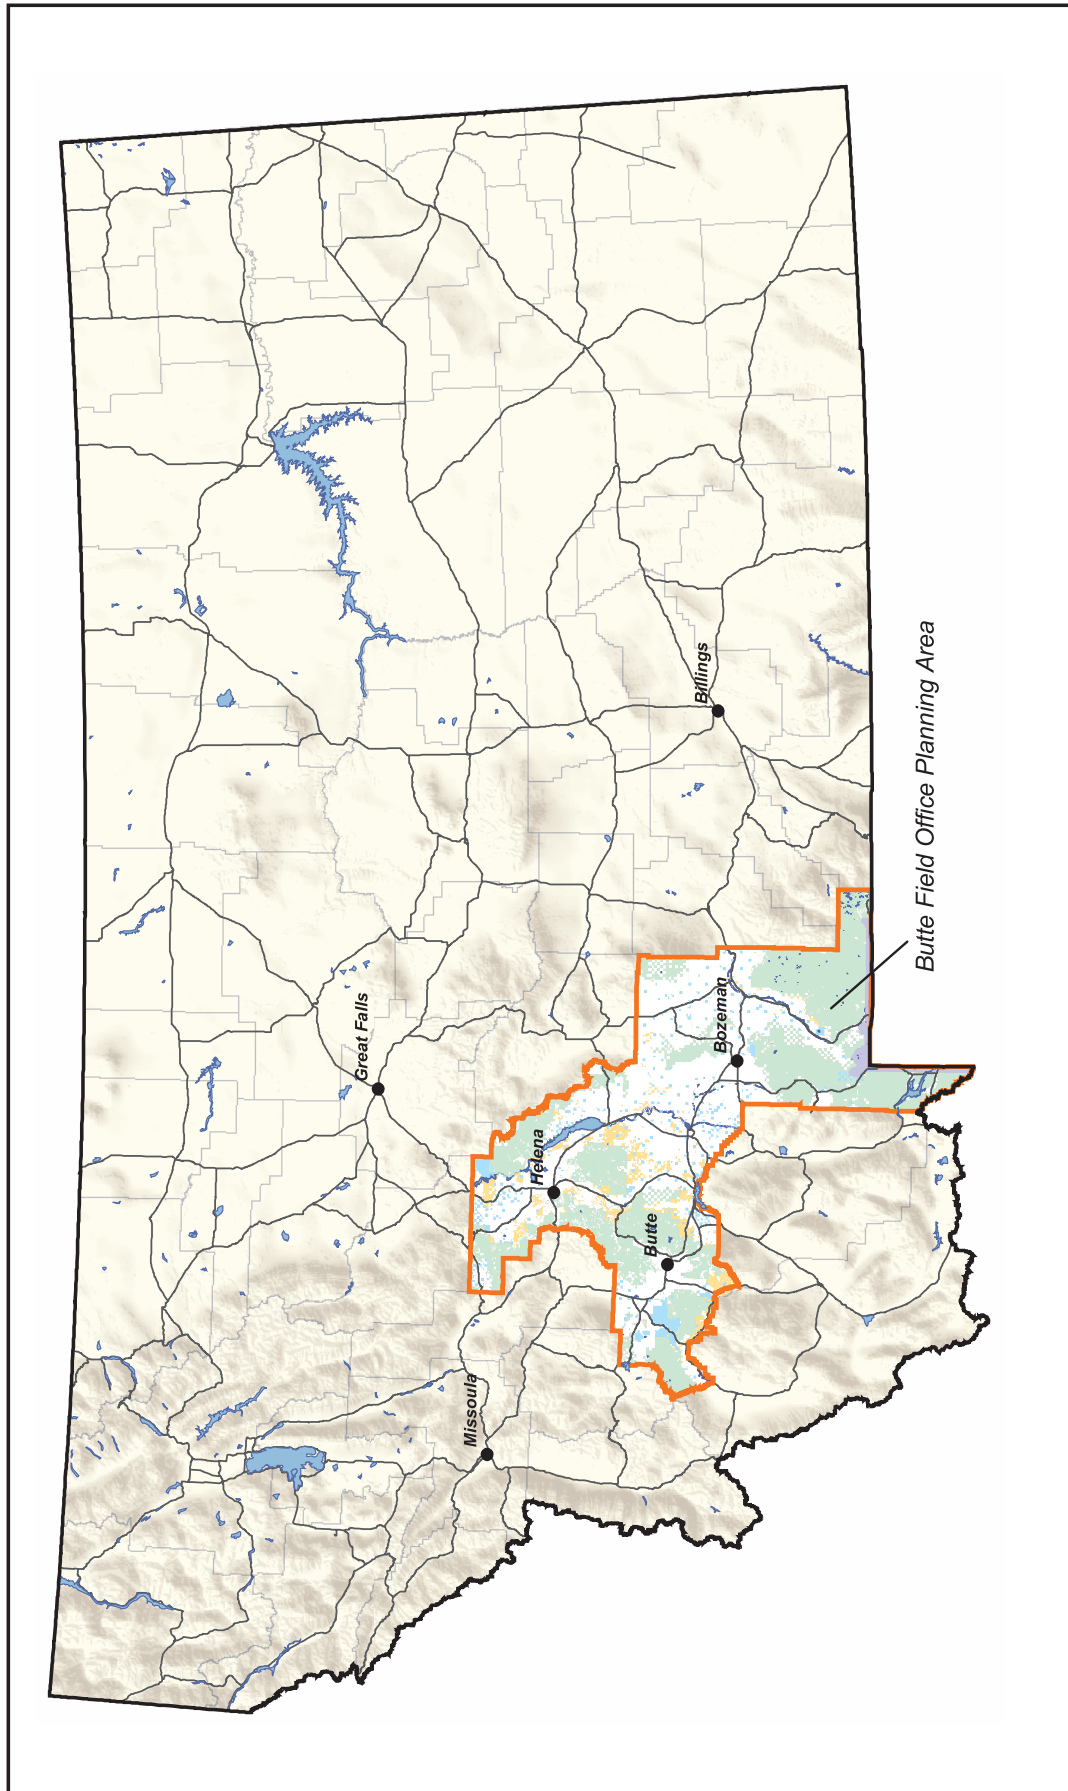 Missoula
Great Falls
Helena
Butte
Bozeman
Billings
Butte Field Office Planning Area